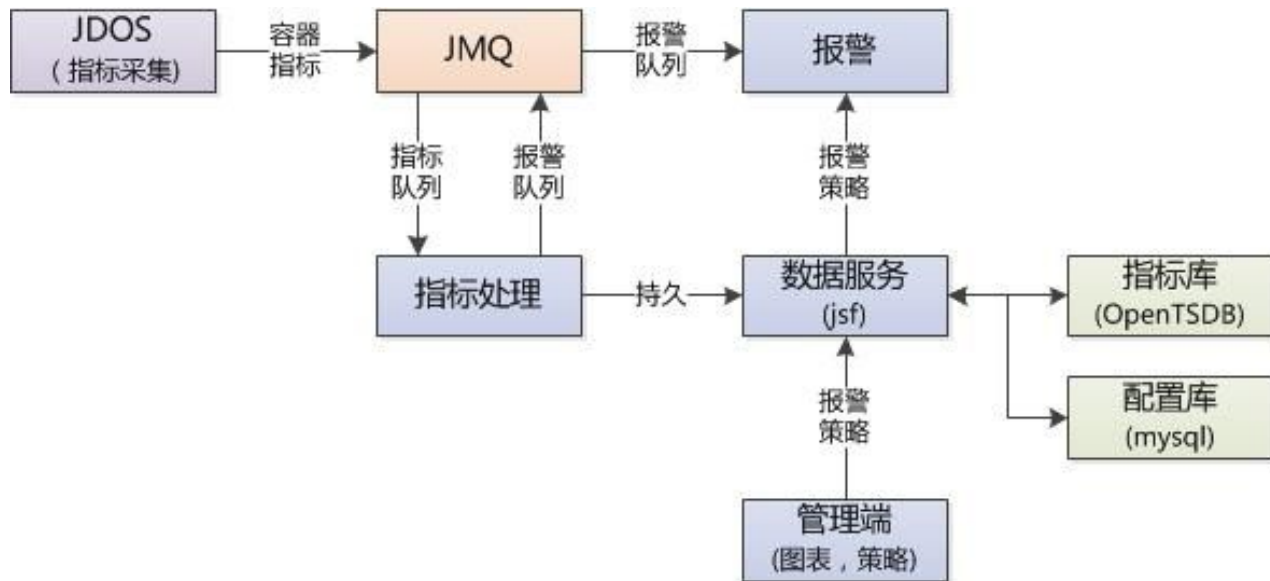 JDOS
（指标采集)
容器
指标
JMQ
报警
队列
报警
指标
队列
报警
队列
报警
策略
指标处理
持久
数据服务
(jsf)
指标库
(OpenTSDB)
报警
策略
配置库
(mysql)
管理端
(图表，策略)